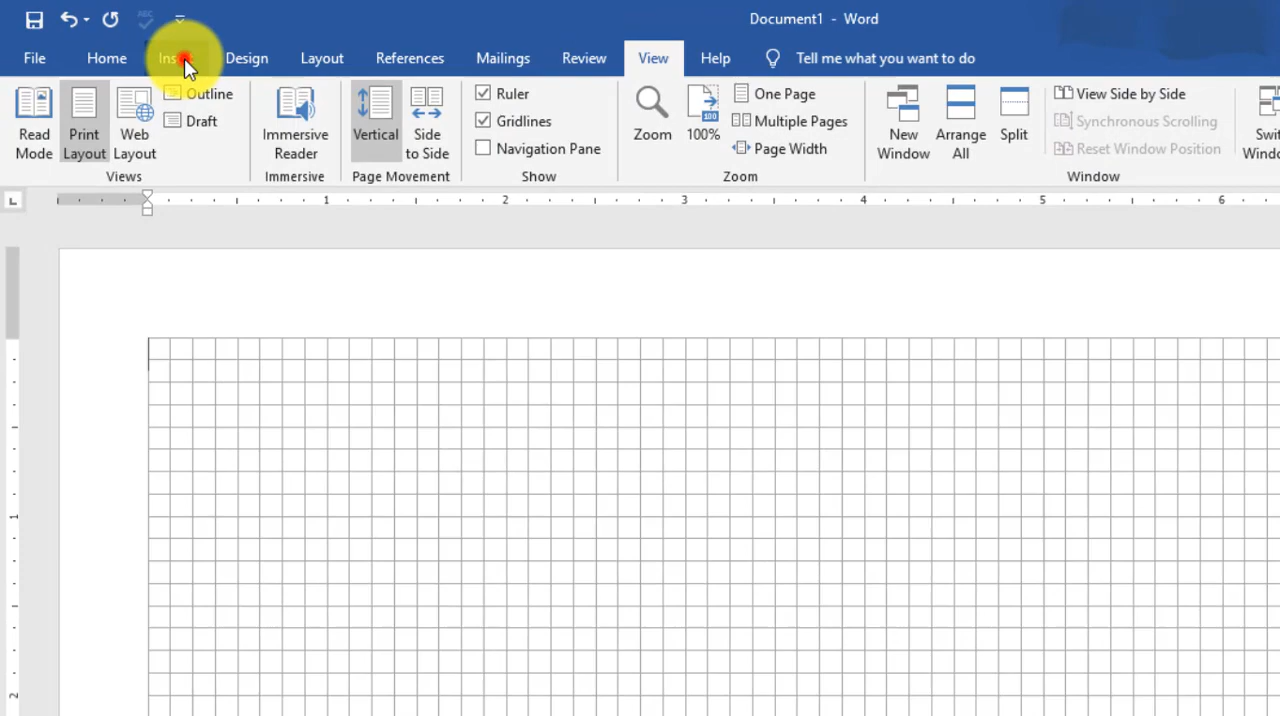 Document1 - Word
File Home Design Layout References Mailings Review View Help Tell me what you want to do
Read Mode
Print Layout
Web Layout
Outline
Draft
Views
Immersive Reader
Immersive
Vertical
Side to Side
Page Movement
Ruler
Gridlines
Navigation Pane
Show
Zoom
100%
One Page
Multiple Pages
Page Width
Zoom
New Window
Arrange All
Split
View Side by Side
Synchronous Scrolling
Reset Window Position
Window
1 2 3 4 5 6
1
2